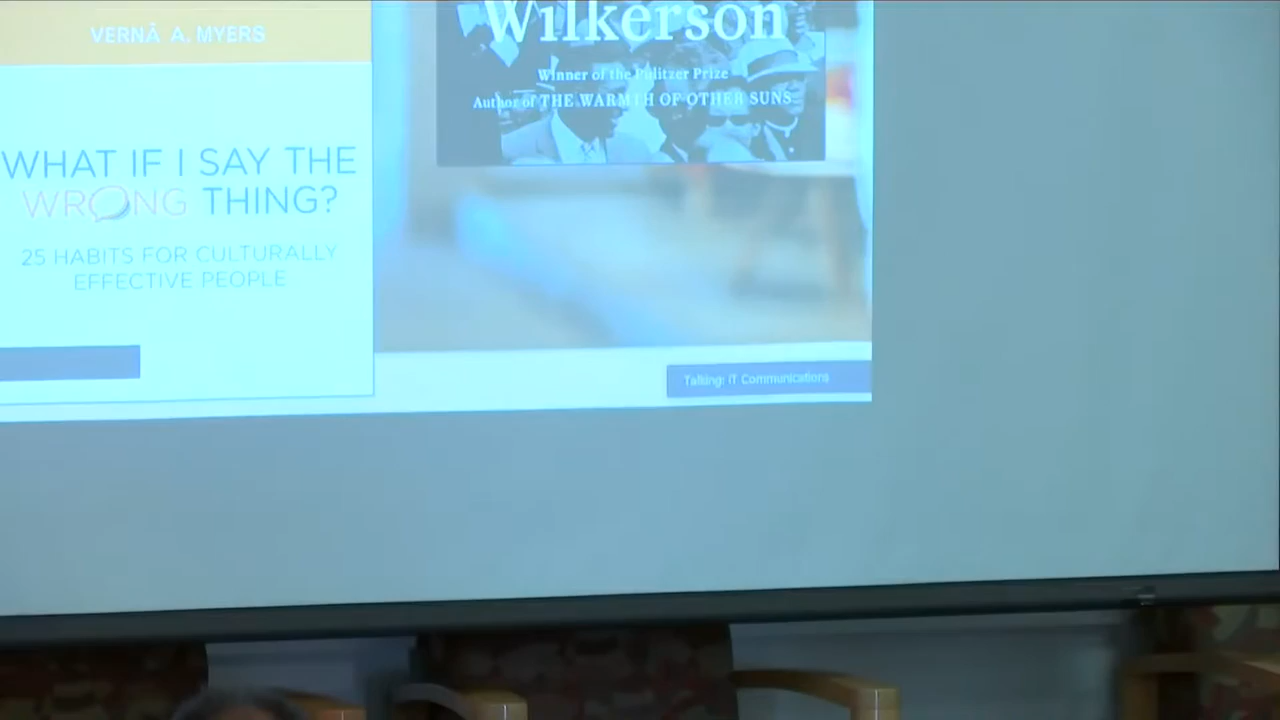 VERNĀ A. MYERS
WHAT IF I SAY THE
WRONG THING?
25 HABITS FOR CULTURALLY
EFFECTIVE PEOPLE
Wilkerson
Winner of the Pulitzer Prize
Author of THE WARMTH OF OTHER SUNS
Talking: IT Communications